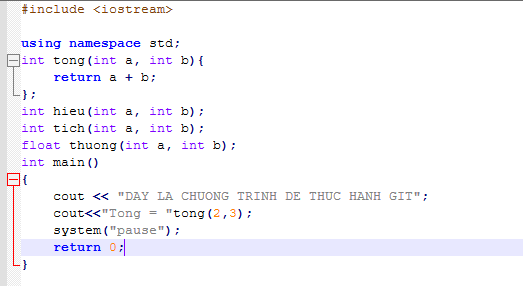 #include <iostream>
using namespace std;
int tong(int a, int b){
return a + b;
};
int hieu(int a, int b);
int tich(int a, int b);
float thuong(int a, int b);
int main()
{
cout << "DAY LA CHUONG TRINH DE THUC HANH GIT";
cout<<"Tong = "tong(2,3);
system("pause");
return 0;
}